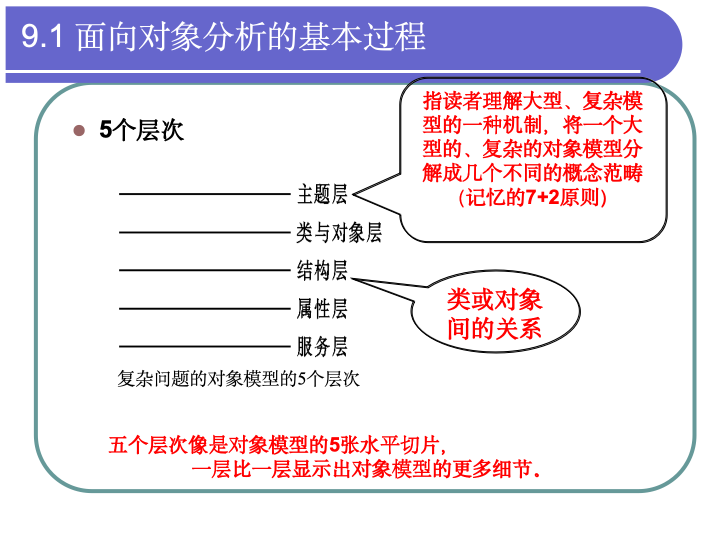 9.1 面向对象分析的基本过程
5个层次
指读者理解大型、复杂模
型的一种机制，将一个大
型的、复杂的对象模型分
解成几个不同的概念范畴
（记忆的7+2原则）
主题层
类与对象层
结构层
属性层
服务层
类或对象
间的关系
复杂问题的对象模型的5个层次
五个层次像是对象模型的5张水平切片，
一层比一层显示出对象模型的更多细节．